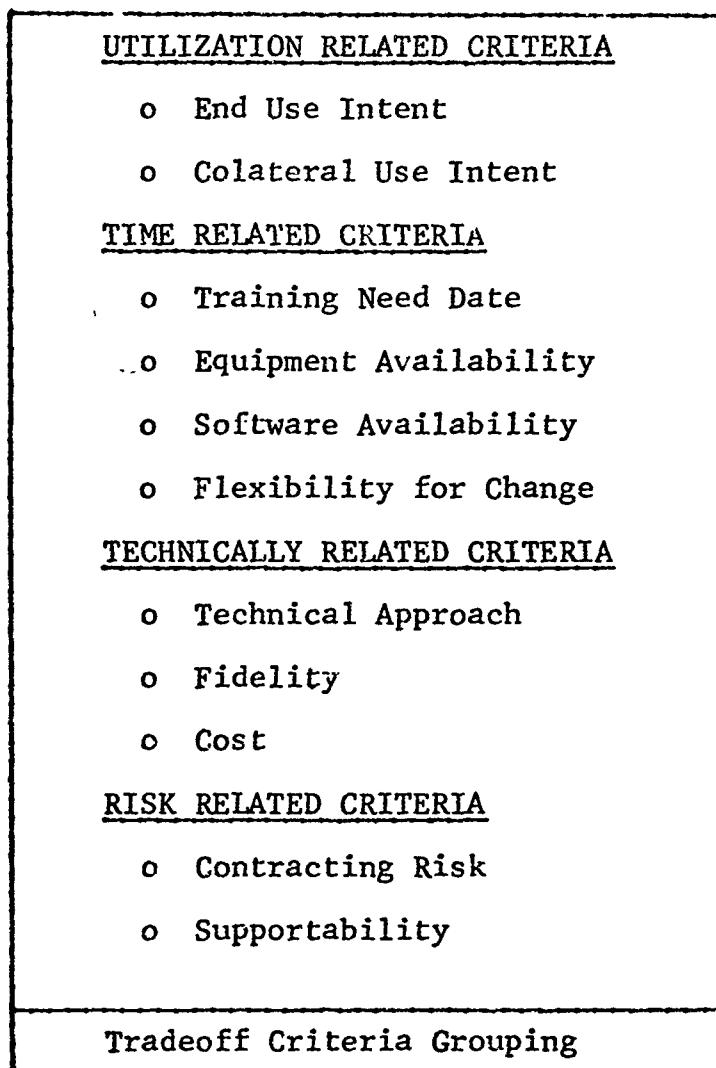 UTILIZATION RELATED CRITERIA
o End Use Intent
o Colateral Use Intent
TIME RELATED CRITERIA
o Training Need Date
o Equipment Availability
o Software Availability
o Flexibility for Change
TECHNICALLY RELATED CRITERIA
o Technical Approach
o Fidelity
o Cost
RISK RELATED CRITERIA
o Contracting Risk
o Supportability
Tradeoff Criteria Grouping